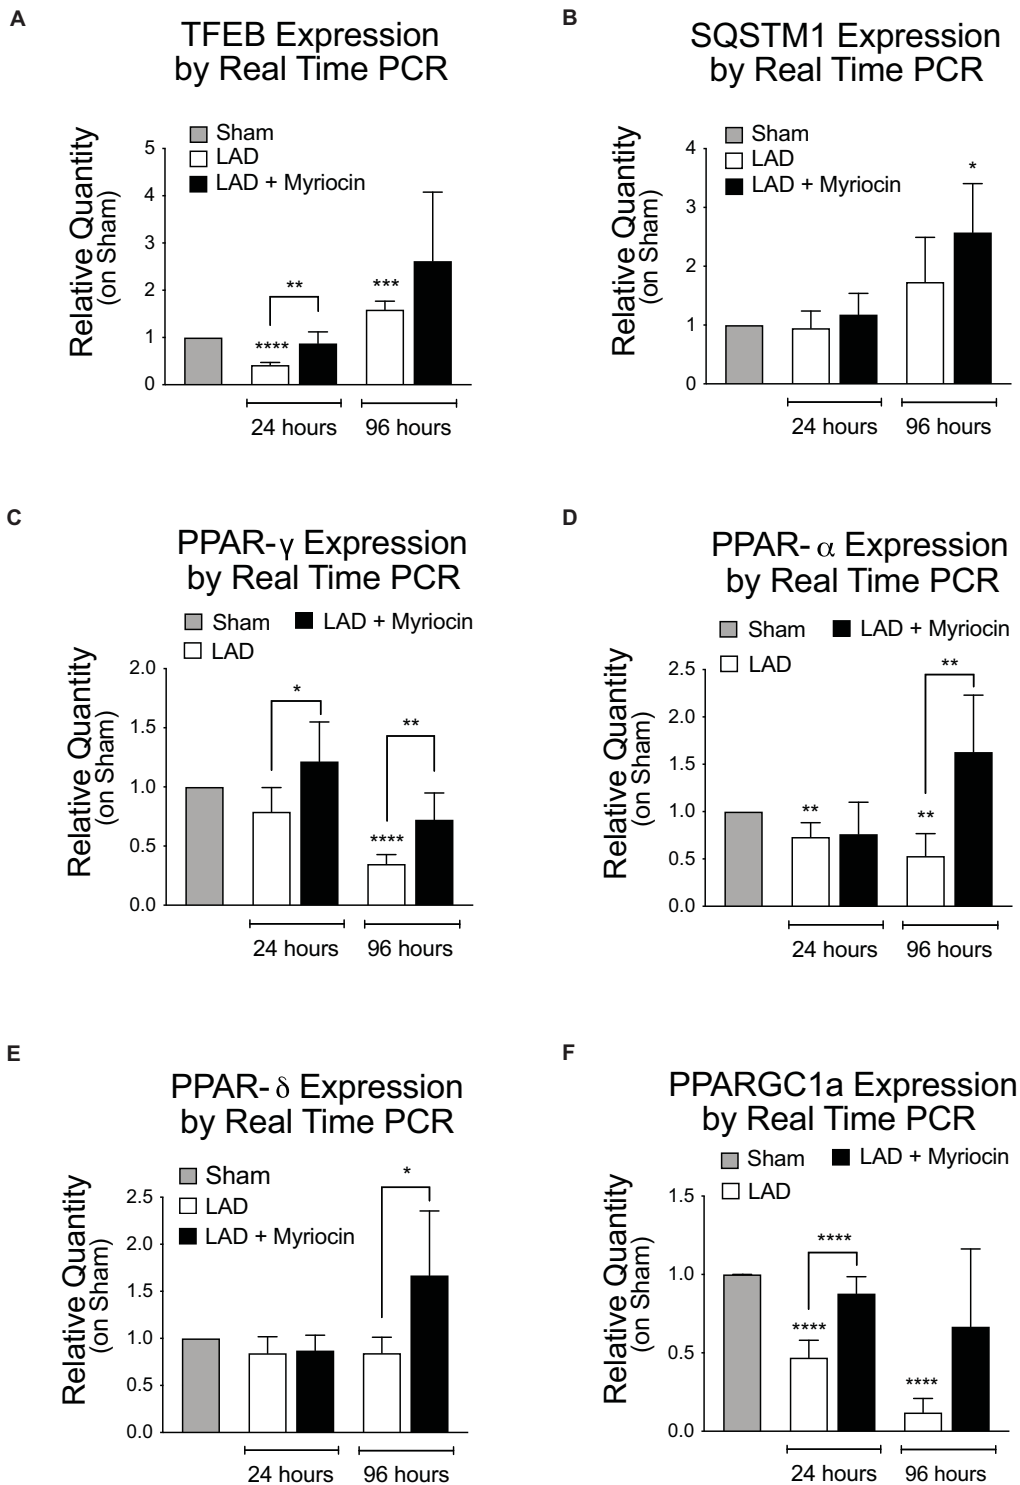 A
TFEB Expression
by Real Time PCR
Sham
LAD
LAD + Myriocin
Relative Quantity
(on Sham)
5
4
3
2
1
0
**
****
***
24 hours
96 hours
B
SQSTM1 Expression
by Real Time PCR
Sham
LAD
LAD + Myriocin
Relative Quantity
(on Sham)
4
3
2
1
0
*
24 hours
96 hours
C
PPAR- γ Expression
by Real Time PCR
Sham
LAD + Myriocin
LAD
Relative Quantity
(on Sham)
2.0
1.5
1.0
0.5
0.0
*
**
****
24 hours
96 hours
D
PPAR- α Expression
by Real Time PCR
Sham
LAD + Myriocin
LAD
Relative Quantity
(on Sham)
2.5
2.0
1.5
1.0
0.5
0.0
**
**
**
24 hours
96 hours
E
PPAR- δ Expression
by Real Time PCR
Sham
LAD
LAD + Myriocin
Relative Quantity
(on Sham)
2.5
2.0
1.5
1.0
0.5
0.0
*
24 hours
96 hours
F
PPARGC1a Expression
by Real Time PCR
Sham
LAD + Myriocin
LAD
Relative Quantity
(on Sham)
1.5
1.0
0.5
0.0
****
****
****
24 hours
96 hours